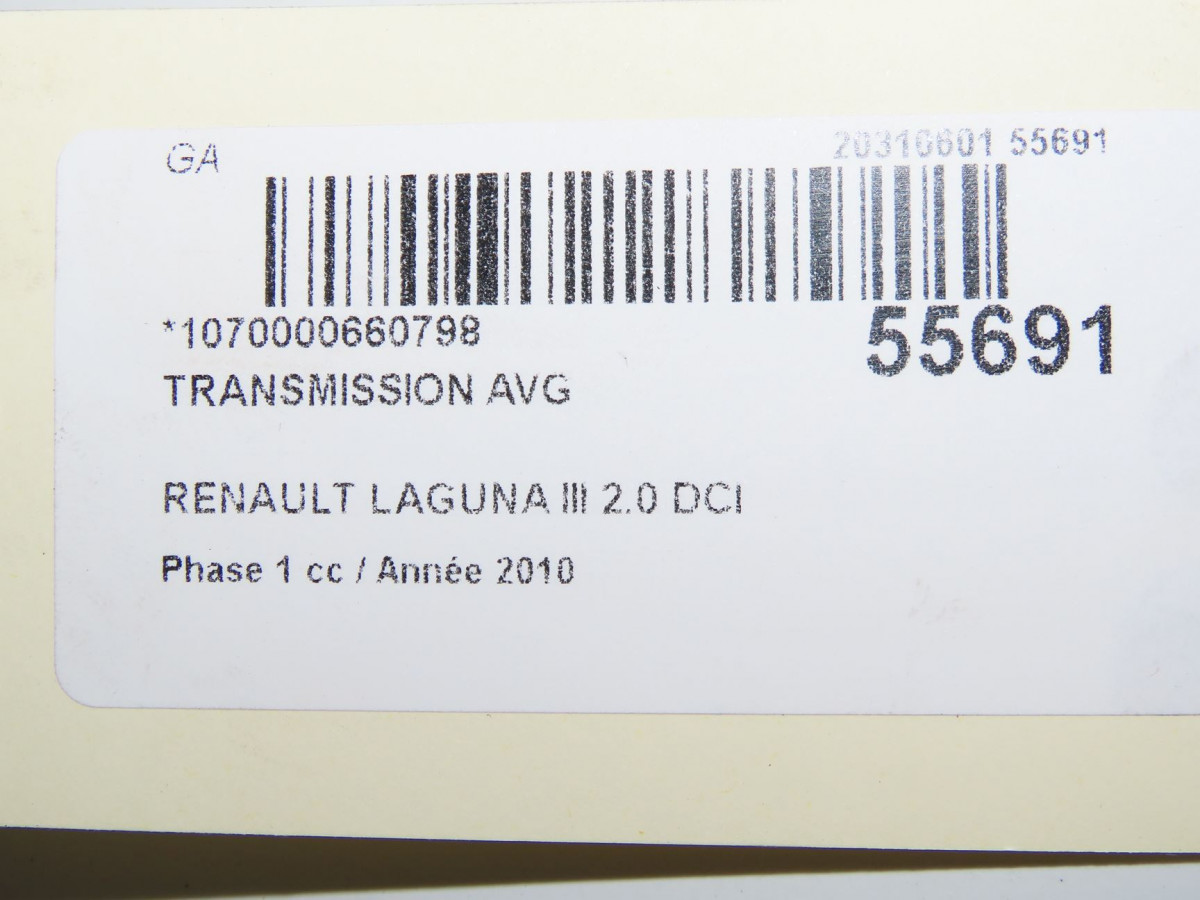 GA
20316601 55691
*1070000660798
55691
TRANSMISSION AVG
RENAULT LAGUNA III 2.0 DCI
Phase 1 cc / Année 2010